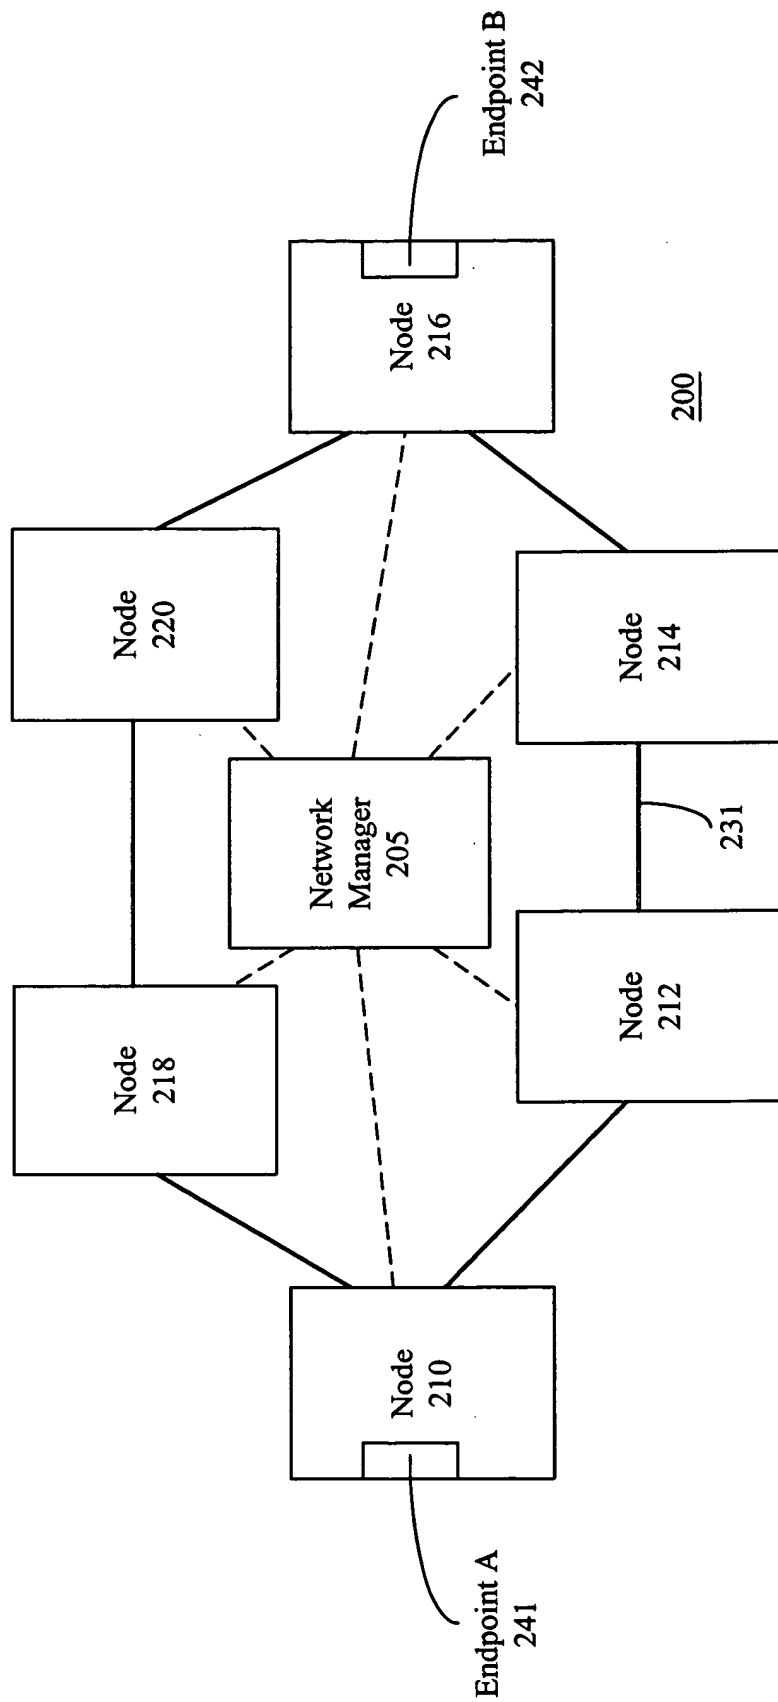 Node
218
Node
220
Endpoint A
241
Node
210
Network
Manager
205
Node
216
Endpoint B
242
Node
212
231
Node
214
200